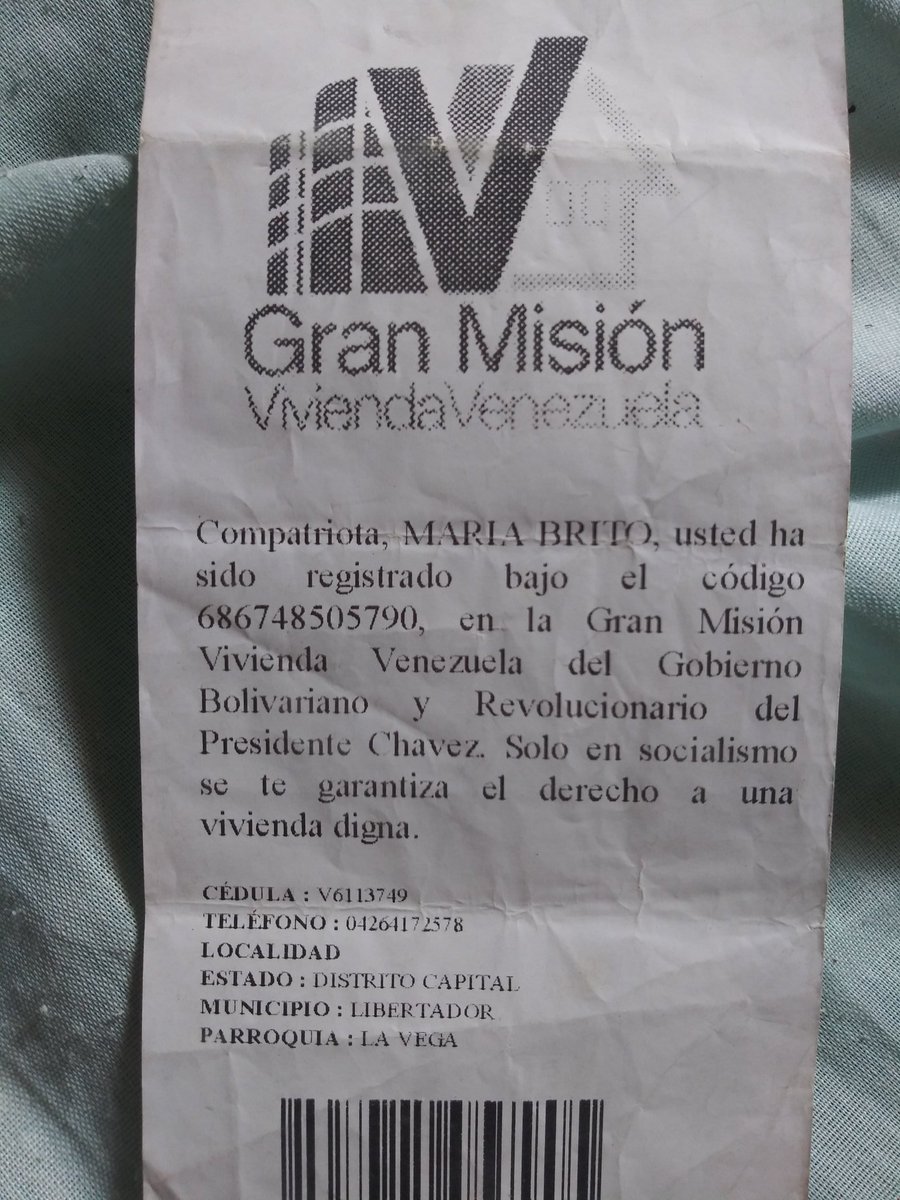 Gran Misión
Vivienda Venezuela
Compatriota, MARIA BRITO, usted ha
sido registrado bajo el código
686748505790, en la Gran Misión
Vivienda Venezuela del Gobierno
Bolivariano y Revolucionario del
Presidente Chavez. Solo en socialismo
se te garantiza el derecho a una
vivienda digna.
CÉDULA : V6113749
TELÉFONO : 04264172578
LOCALIDAD
ESTADO : DISTRITO CAPITAL
MUNICIPIO : LIBERTADOR
PARROQUIA : LA VEGA